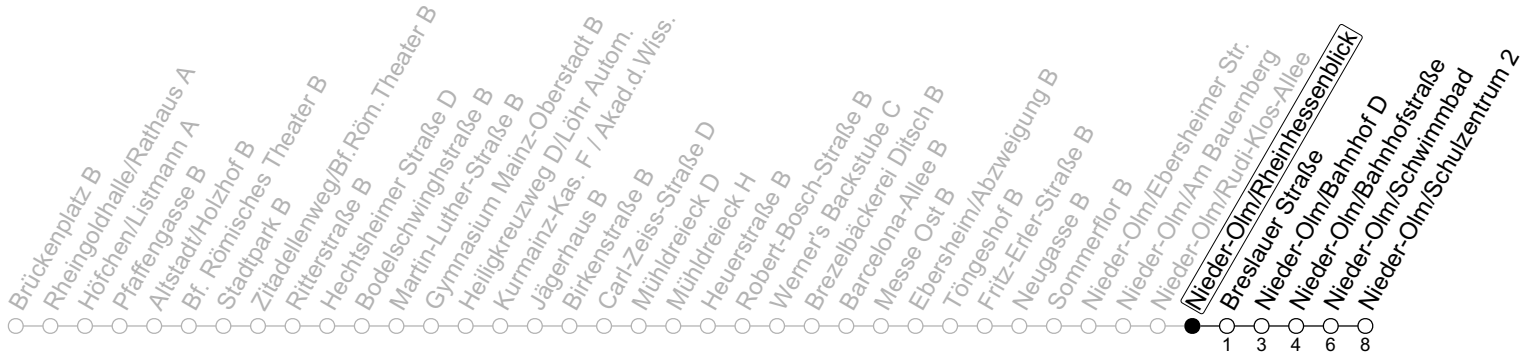 Brückenplatz B
Rheingoldhalle/Rathaus A
Höfchen/Listmann A
Pfaffengasse B
Altstadt/Holzhof B
Bf. Römisches Theater B
Stadtpark B
Zitadellenweg/Bf.Röm.Theater B
Ritterstraße B
Hechtsheimer Straße D
Bodelschwinghstraße B
Martin-Luther-Straße B
Gymnasium Mainz-Oberstadt B
Heiligkreuzweg D/Löhr Autom.
Kurmainz-Kas. F / Akad.d.Wiss.
Jägerhaus B
Birkenstraße B
Carl-Zeiss-Straße D
Mühldreieck D
Mühldreieck H
Heuerstraße B
Robert-Bosch-Straße B
Werner's Backstube C
Brezelbäckerei Ditsch B
Barcelona-Allee B
Messe Ost B
Ebersheim/Abzweigung B
Töngeshof B
Fritz-Erler-Straße B
Neugasse B
Sommerflor B
Nieder-Olm/Ebersheimer Str.
Nieder-Olm/Am Bauernberg
Nieder-Olm/Rudi-Klos-Allee
Nieder-Olm/Rheinhessenblick
Breslauer Straße
Nieder-Olm/Bahnhof D
Nieder-Olm/Bahnhofstraße
Nieder-Olm/Schwimmbad
Nieder-Olm/Schulzentrum 2
1 3 4 6 8